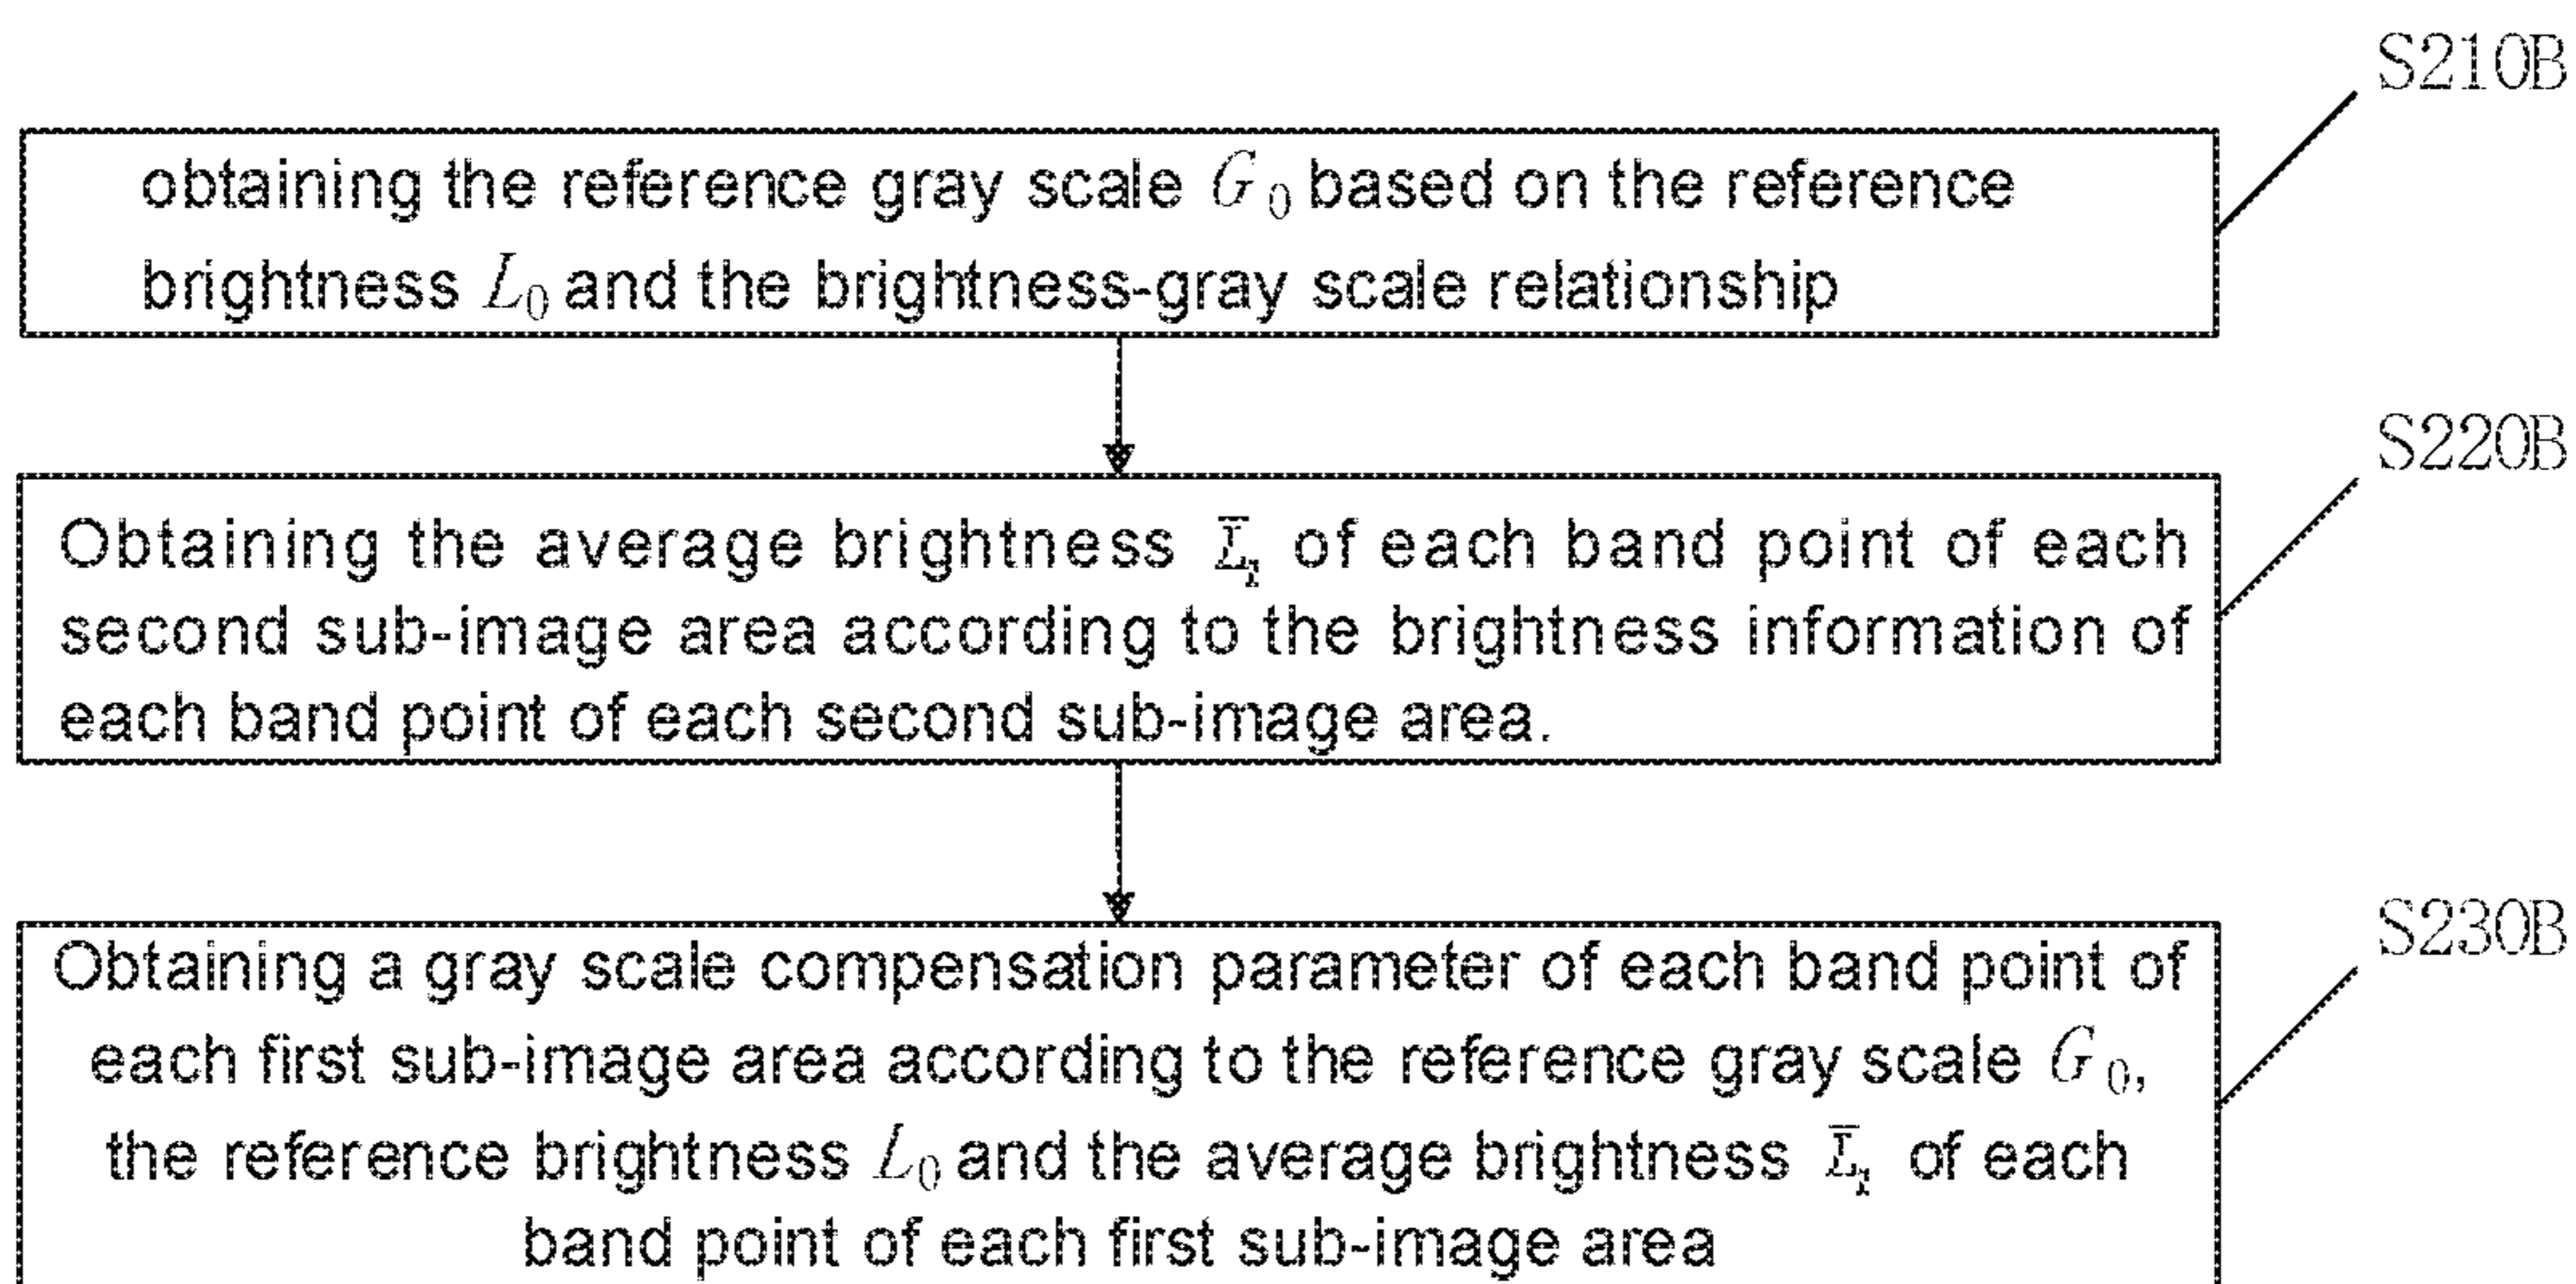 S210B
obtaining the reference gray scale G₀ based on the reference
brightness L₀ and the brightness-gray scale relationship
S220B
Obtaining the average brightness L̅₁ of each band point of each
second sub-image area according to the brightness information of
each band point of each second sub-image area.
S230B
Obtaining a gray scale compensation parameter of each band point of
each first sub-image area according to the reference gray scale G₀,
the reference brightness L₀ and the average brightness L̅₁ of each
band point of each first sub-image area